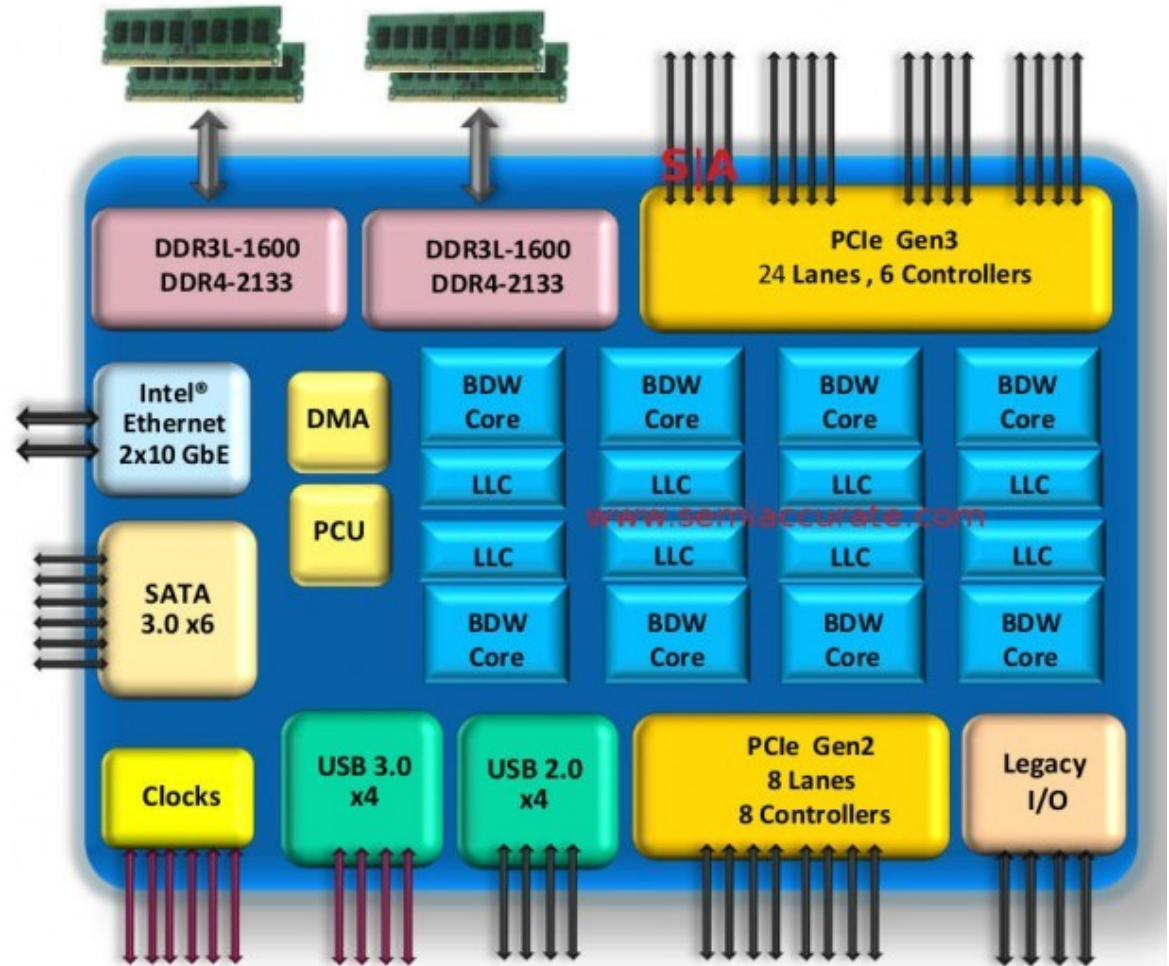 S|A
DDR3L-1600
DDR4-2133
DDR3L-1600
DDR4-2133
PCIe Gen3
24 Lanes , 6 Controllers
Intel®
Ethernet
2x10 GbE
DMA
PCU
SATA
3.0 x6
BDW
Core
BDW
Core
BDW
Core
BDW
Core
LLC
LLC
LLC
LLC
www.semiaccurate.com
LLC
LLC
LLC
LLC
BDW
Core
BDW
Core
BDW
Core
BDW
Core
Clocks
USB 3.0
x4
USB 2.0
x4
PCIe Gen2
8 Lanes
8 Controllers
Legacy
I/O